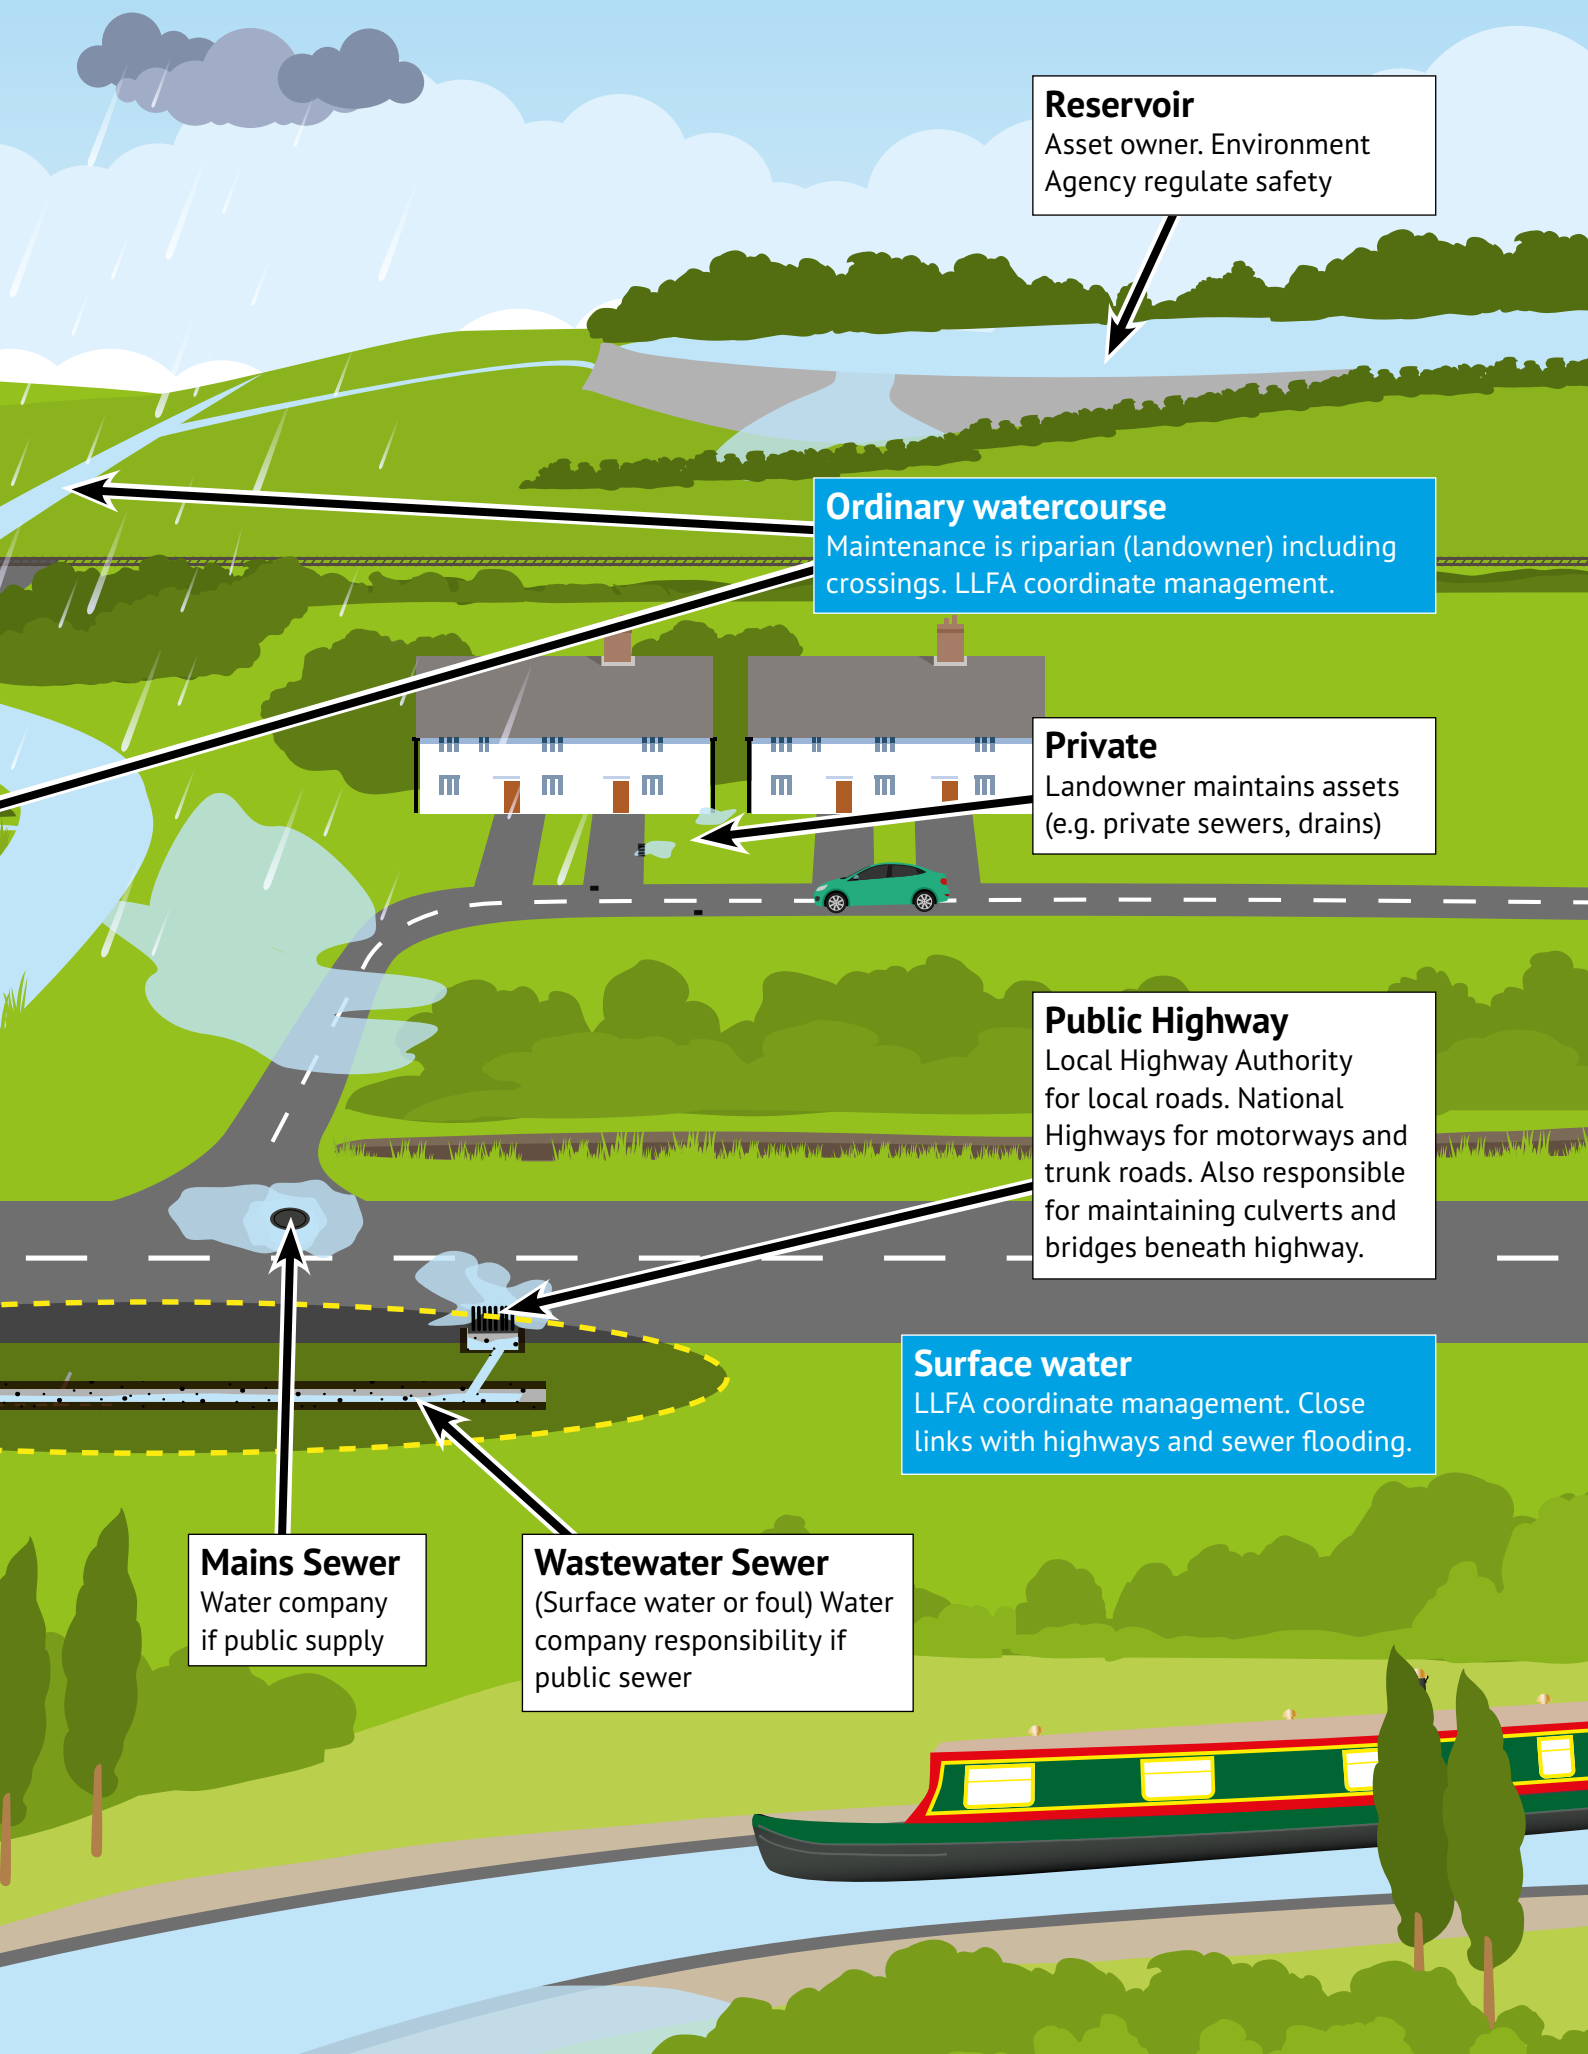 Reservoir
Asset owner. Environment
Agency regulate safety
Ordinary watercourse
Maintenance is riparian (landowner) including
crossings. LLFA coordinate management.
Private
Landowner maintains assets
(e.g. private sewers, drains)
Public Highway
Local Highway Authority
for local roads. National
Highways for motorways and
trunk roads. Also responsible
for maintaining culverts and
bridges beneath highway.
Surface water
LLFA coordinate management. Close
links with highways and sewer flooding.
Mains Sewer
Water company
if public supply
Wastewater Sewer
(Surface water or foul) Water
company responsibility if
public sewer